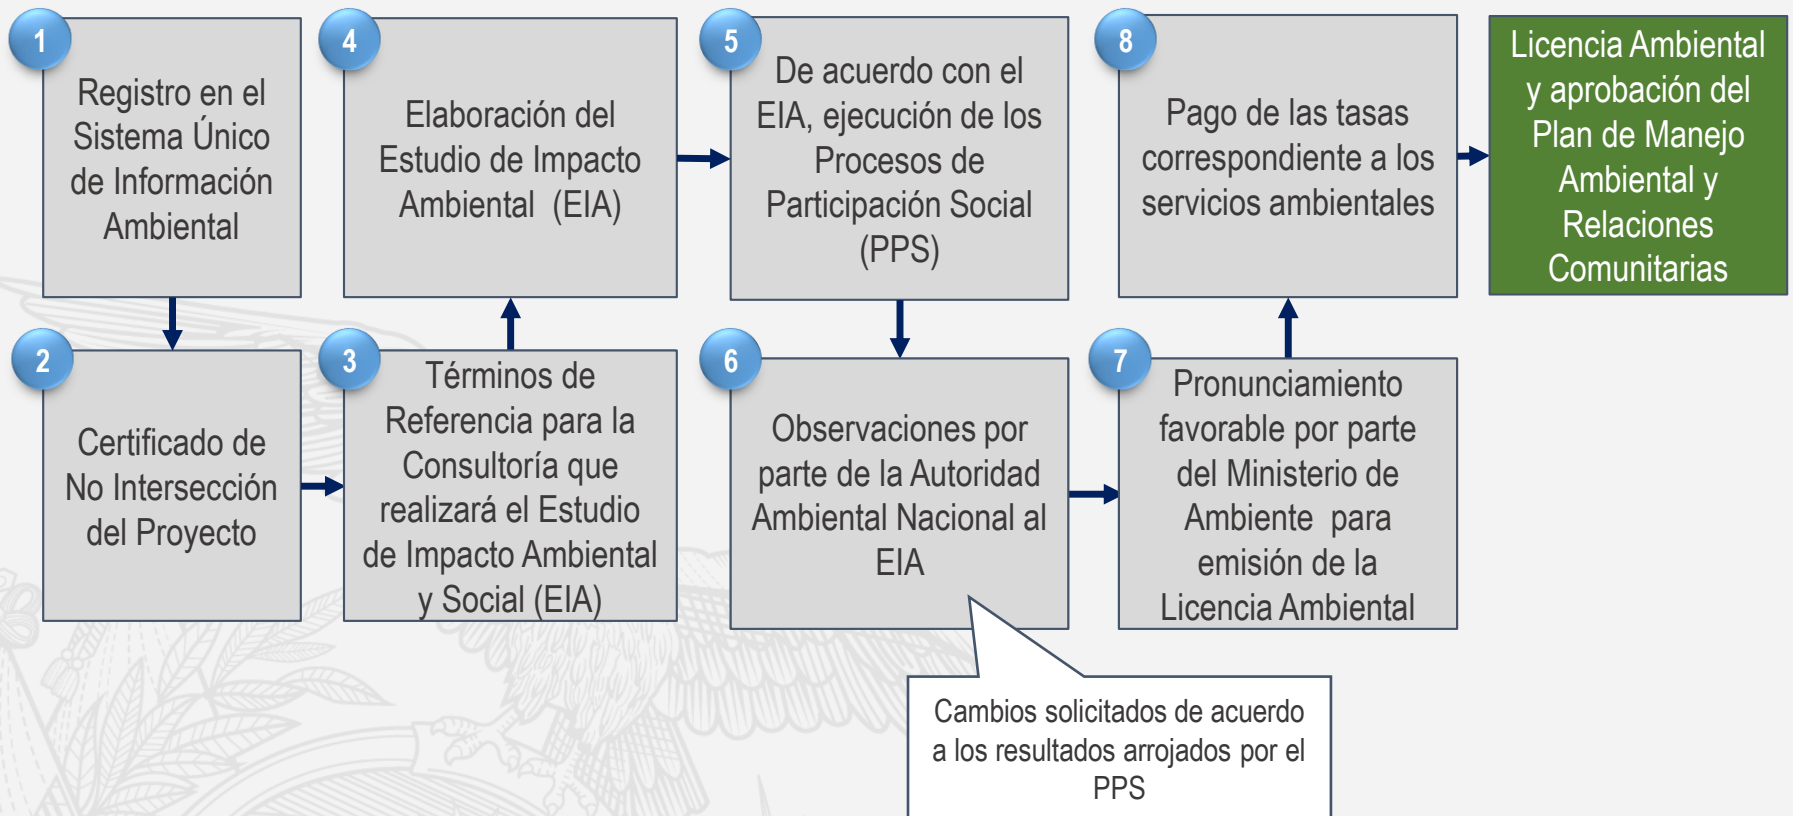 1
Registro en el
Sistema Único
de Información
Ambiental
2
Certificado de
No Intersección
del Proyecto
3
Términos de
Referencia para la
Consultoría que
realizará el Estudio
de Impacto Ambiental
y Social (EIA)
4
Elaboración del
Estudio de Impacto
Ambiental (EIA)
5
De acuerdo con el
EIA, ejecución de los
Procesos de
Participación Social
(PPS)
6
Observaciones por
parte de la Autoridad
Ambiental Nacional al
EIA
Cambios solicitados de acuerdo
a los resultados arrojados por el
PPS
7
Pronunciamiento
favorable por parte
del Ministerio de
Ambiente para
emisión de la
Licencia Ambiental
8
Pago de las tasas
correspondiente a los
servicios ambientales
Licencia Ambiental
y aprobación del
Plan de Manejo
Ambiental y
Relaciones
Comunitarias